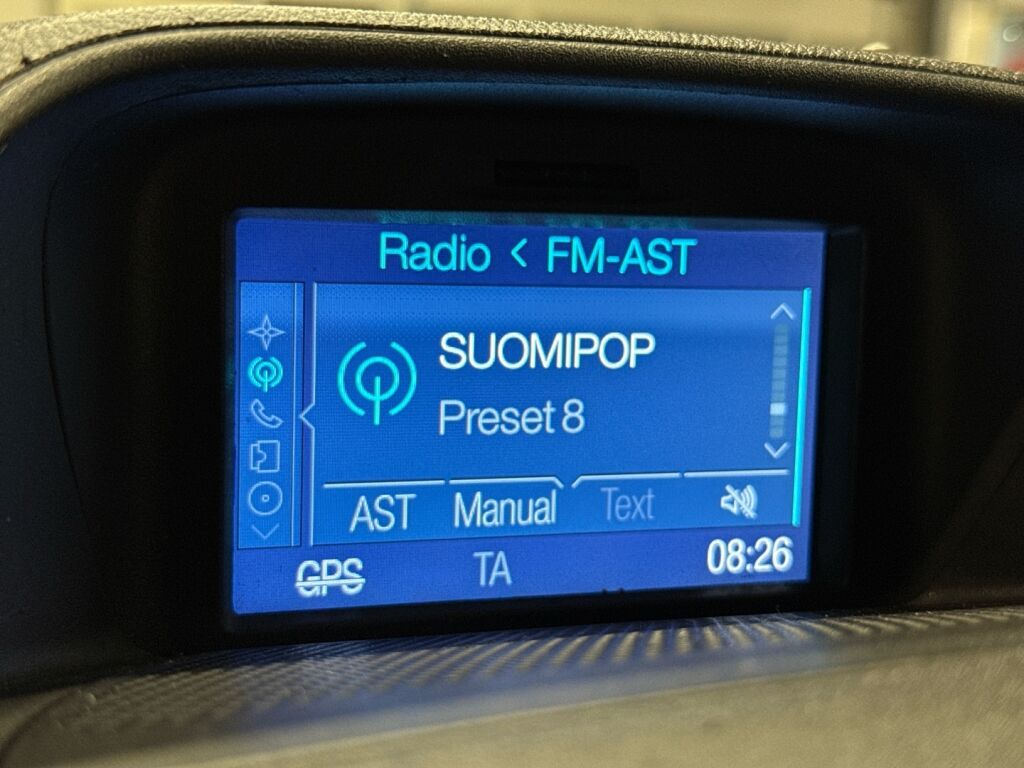 Radio < FM-AST
SUOMIPOP
Preset 8
AST Manual Text
GPS TA 08:26